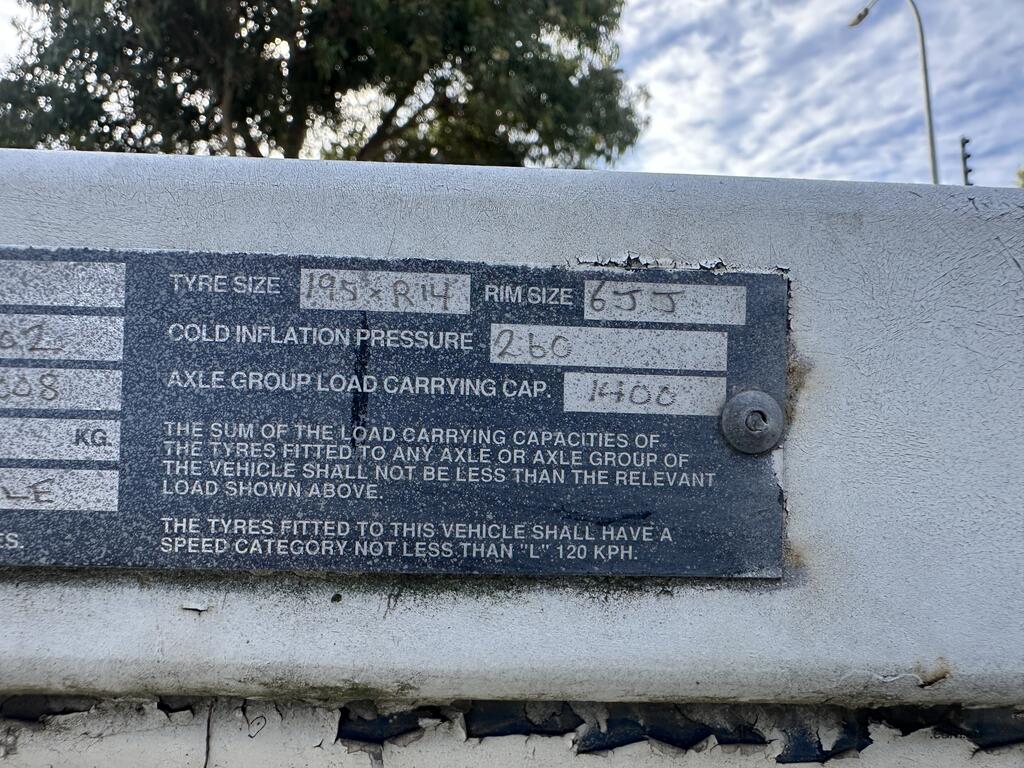 TYRE SIZE 195 x R14 RIM SIZE 6JJ
02 COLD INFLATION PRESSURE 260
008 AXLE GROUP LOAD CARRYING CAP. 1400
KG. THE SUM OF THE LOAD CARRYING CAPACITIES OF
THE TYRES FITTED TO ANY AXLE OR AXLE GROUP OF
THE VEHICLE SHALL NOT BE LESS THAN THE RELEVANT
LE LOAD SHOWN ABOVE.
THE TYRES FITTED TO THIS VEHICLE SHALL HAVE A
ES. SPEED CATEGORY NOT LESS THAN "L" 120 KPH.